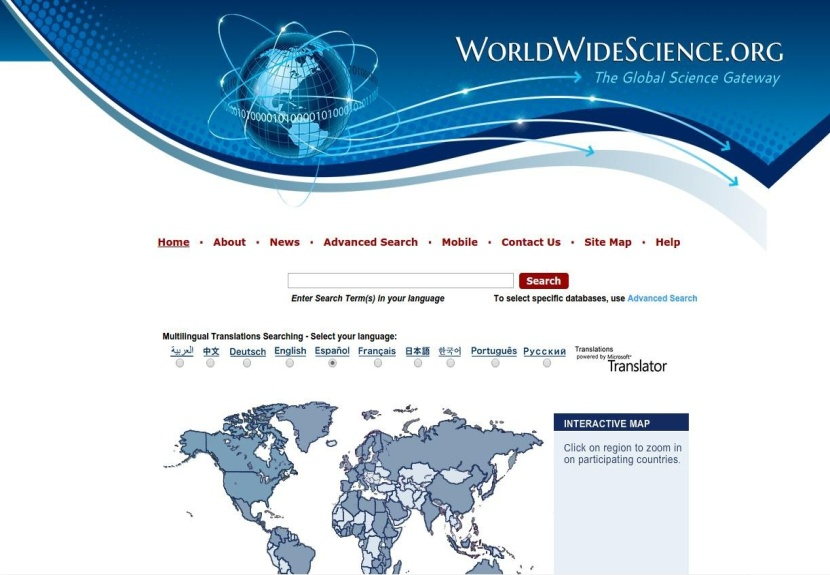 WORLDWIDESCIENCE.ORG
The Global Science Gateway
Home · About · News · Advanced Search · Mobile · Contact Us · Site Map · Help
Search
Enter Search Term(s) in your language To select specific databases, use Advanced Search
Multilingual Translations Searching - Select your language:
العربية 中文 Deutsch English Español Français 日本語 한국어 Português Русский Translations
powered by Microsoft®
Translator
INTERACTIVE MAP
Click on region to zoom in
on participating countries.